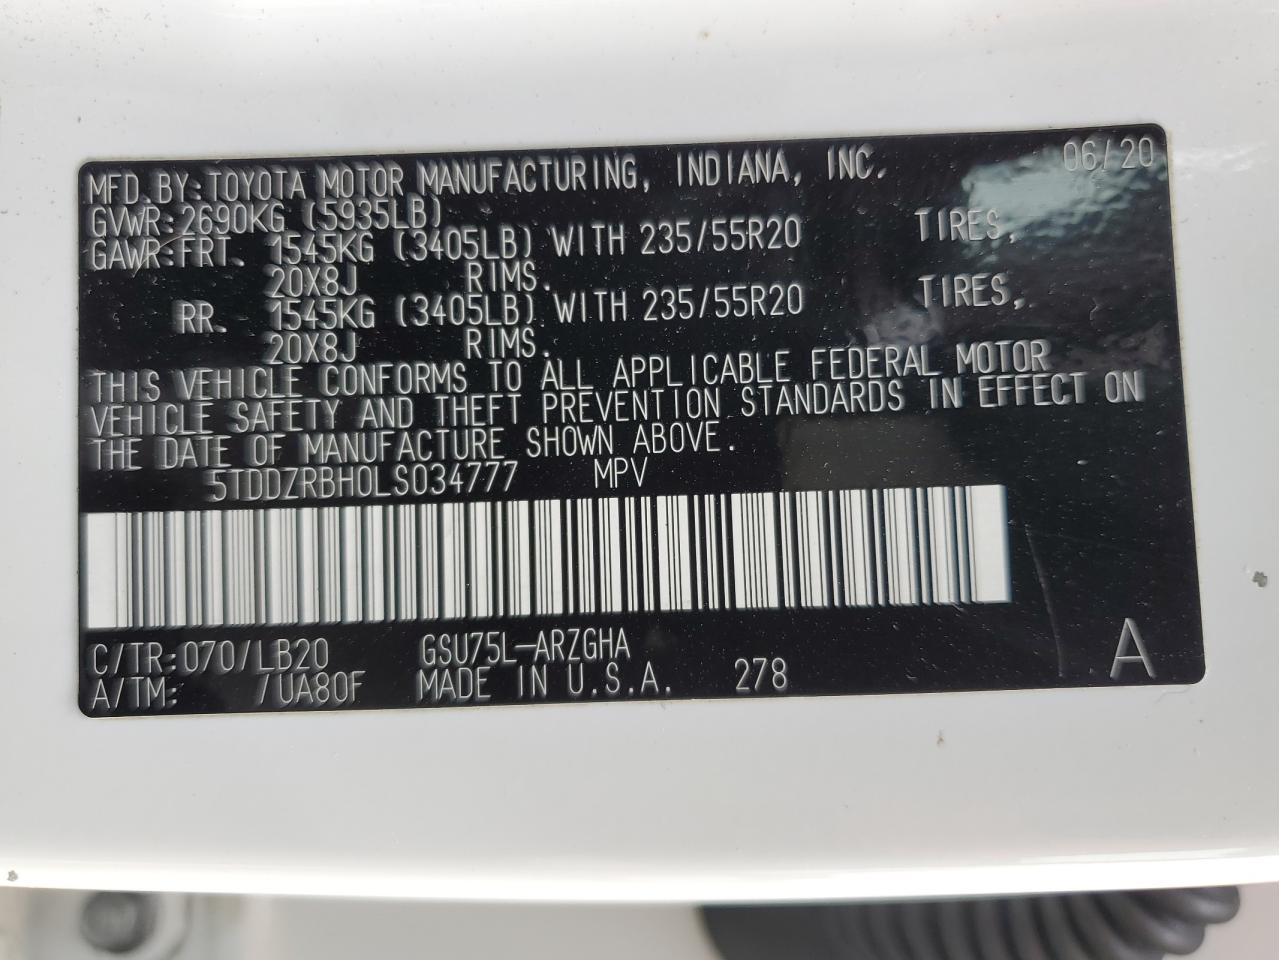 MFD.BY:TOYOTA MOTOR MANUFACTURING, INDIANA, INC. 06/20
GVWR:2690KG (5935LB)
GAWR:FRT. 1545KG (3405LB) WITH 235/55R20 TIRES,
20X8J RIMS.
RR. 1545KG (3405LB) WITH 235/55R20 TIRES,
20X8J RIMS.
THIS VEHICLE CONFORMS TO ALL APPLICABLE FEDERAL MOTOR
VEHICLE SAFETY AND THEFT PREVENTION STANDARDS IN EFFECT ON
THE DATE OF MANUFACTURE SHOWN ABOVE.
5TDDZRBH0LS034777 MPV
C/TR:070/LB20 GSU75L-ARZGHA
A/TM: /UA80F MADE IN U.S.A. 278 A